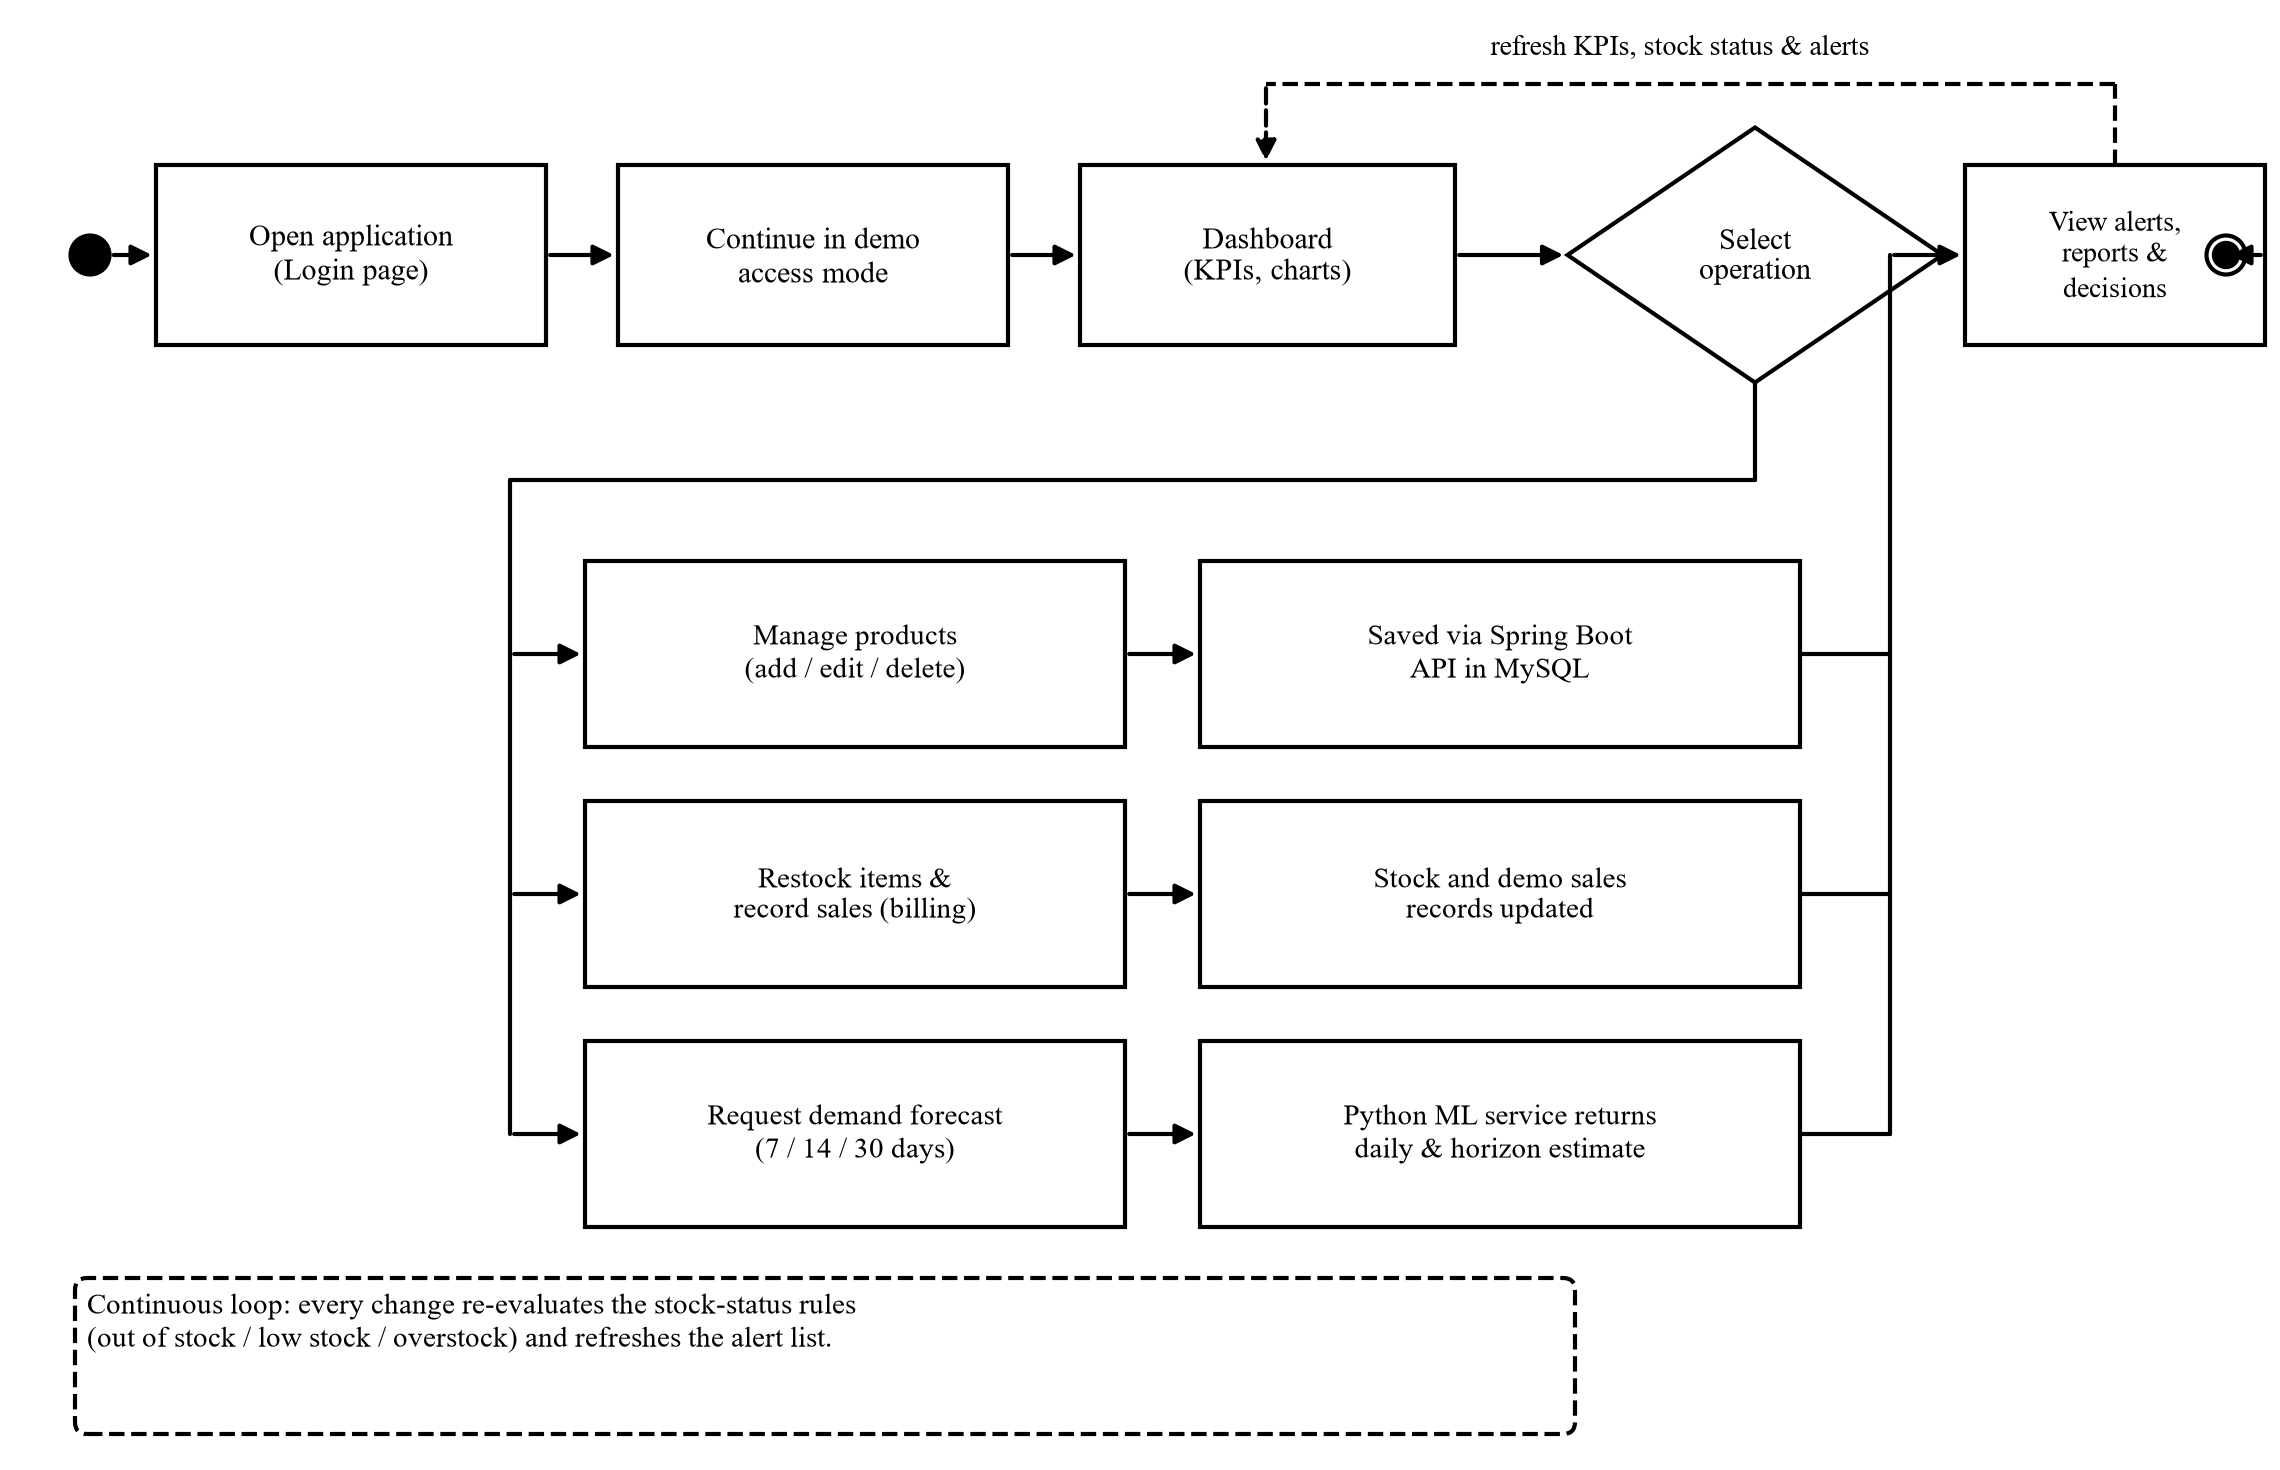 refresh KPIs, stock status & alerts
Open application
(Login page)
Continue in demo
access mode
Dashboard
(KPIs, charts)
Select
operation
View alerts,
reports &
decisions
Manage products
(add / edit / delete)
Saved via Spring Boot
API in MySQL
Restock items &
record sales (billing)
Stock and demo sales
records updated
Request demand forecast
(7 / 14 / 30 days)
Python ML service returns
daily & horizon estimate
Continuous loop: every change re-evaluates the stock-status rules
(out of stock / low stock / overstock) and refreshes the alert list.